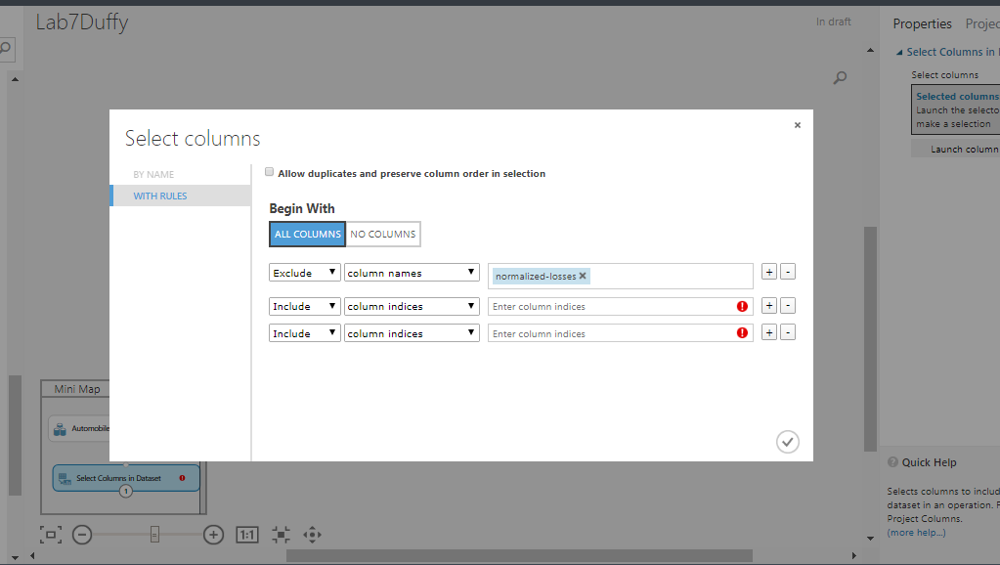 Lab7Duffy
In draft
Properties Projec
Select Columns in
Select columns
Selected columns
Launch the selecto
make a selection
Launch column
Select columns
×
BY NAME
WITH RULES
Allow duplicates and preserve column order in selection
Begin With
ALL COLUMNS NO COLUMNS
Exclude column names normalized-losses × + -
Include column indices Enter column indices ! + -
Include column indices Enter column indices ! + -
Mini Map
Automobile
Select Columns in Dataset !
1
1:1
? Quick Help
Selects columns to includ
dataset in an operation. F
Project Columns.
(more help...)